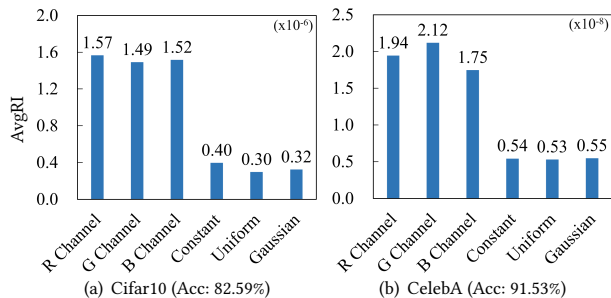 AvgRI
(x10-6)
2.0
1.6
1.2
0.8
0.4
0.0
1.57
1.49
1.52
0.40
0.30
0.32
R Channel
G Channel
B Channel
Constant
Uniform
Gaussian
(a) Cifar10 (Acc: 82.59%)
(x10-8)
2.5
2.0
1.5
1.0
0.5
0.0
1.94
2.12
1.75
0.54
0.53
0.55
R Channel
G Channel
B Channel
Constant
Uniform
Gaussian
(b) CelebA (Acc: 91.53%)